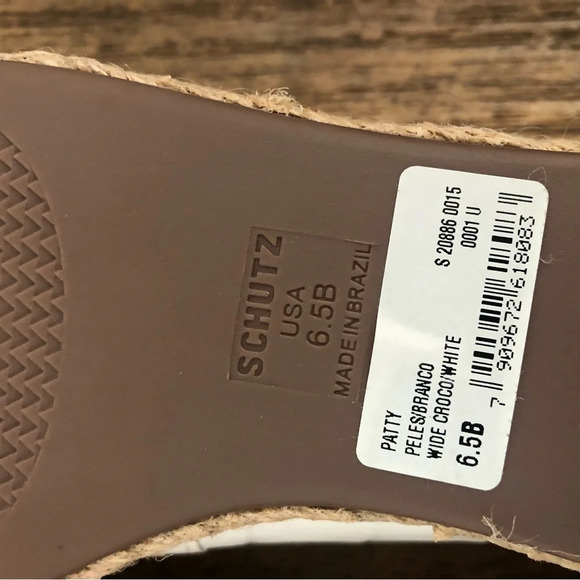 SCHUTZ
USA
6.5B
MADE IN BRAZIL
PATTY
PELES/BRANCO
WIDE CROCO/WHITE
6.5B
S 20886 0015
0001 U
7 909672 618083